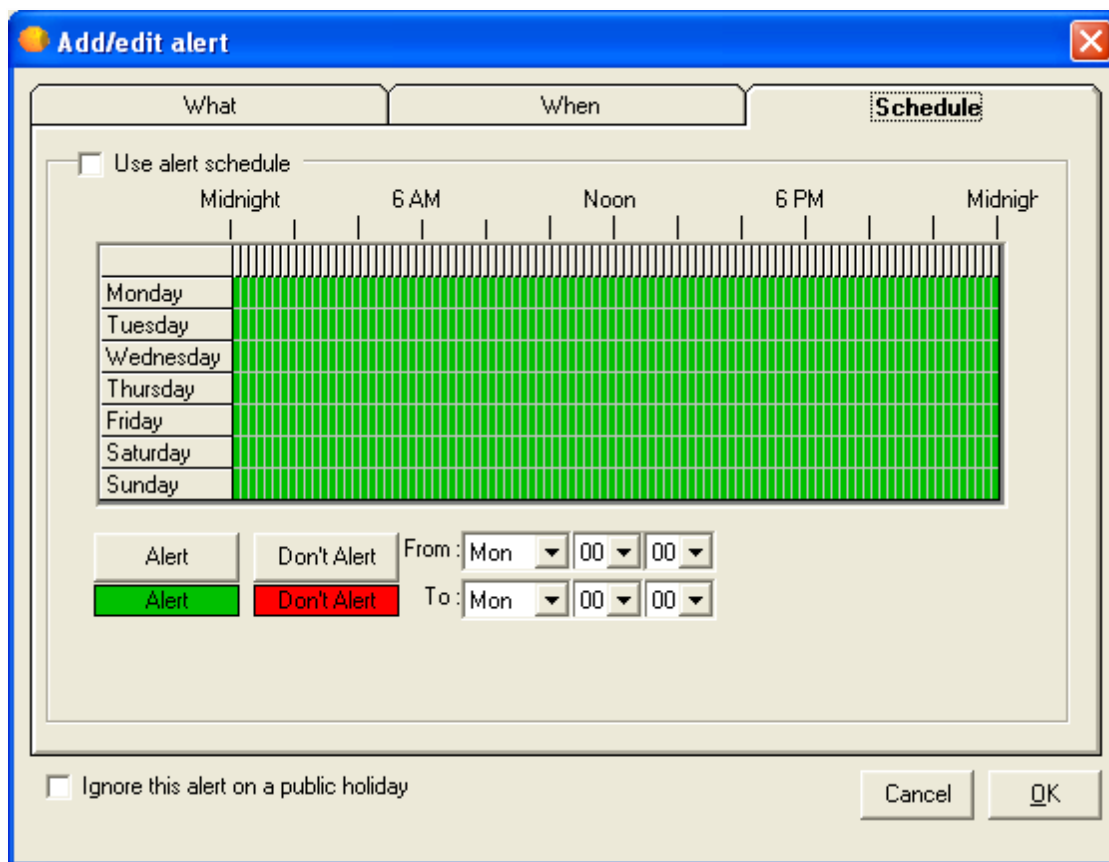 Add/edit alert
What When Schedule
Use alert schedule
Midnight 6 AM Noon 6 PM Midnigh
Monday
Tuesday
Wednesday
Thursday
Friday
Saturday
Sunday
Alert Don't Alert From : Mon 00 00
Alert Don't Alert To : Mon 00 00
Ignore this alert on a public holiday
Cancel OK